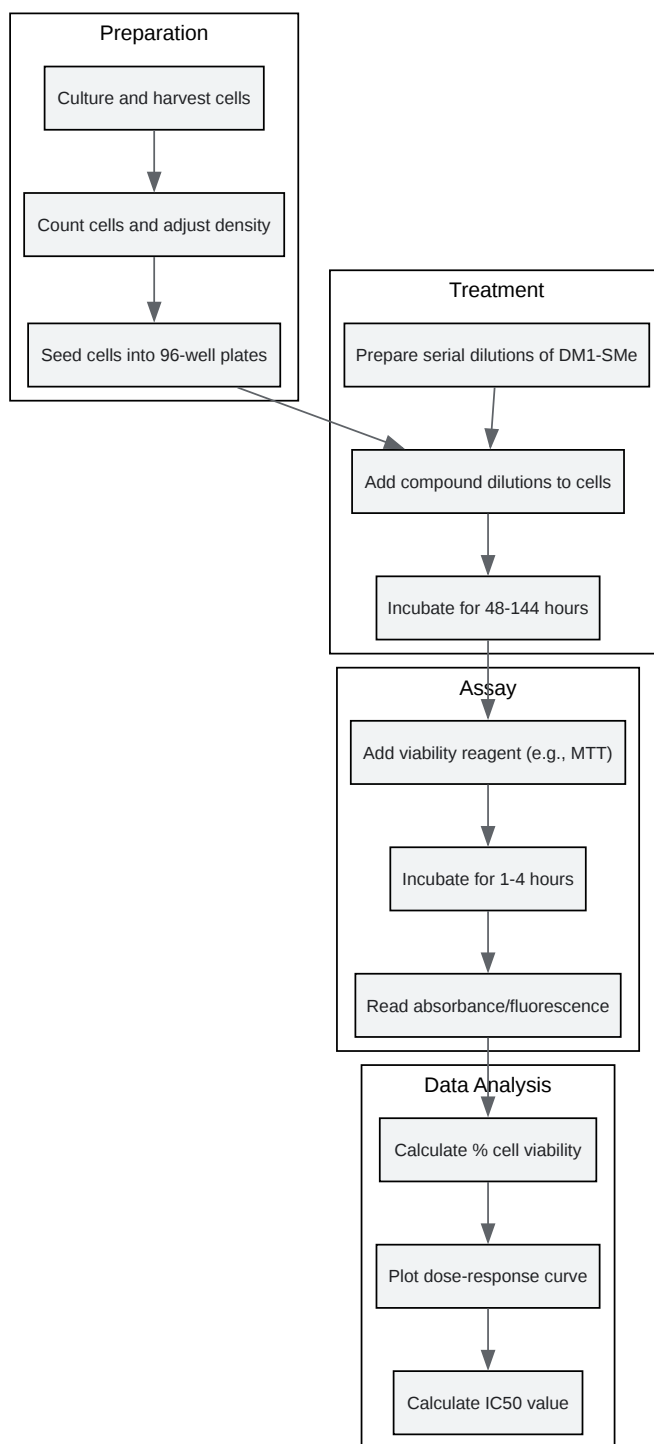 Preparation
Culture and harvest cells
Count cells and adjust density
Seed cells into 96-well plates
Treatment
Prepare serial dilutions of DM1-SMe
Add compound dilutions to cells
Incubate for 48-144 hours
Assay
Add viability reagent (e.g., MTT)
Incubate for 1-4 hours
Read absorbance/fluorescence
Data Analysis
Calculate % cell viability
Plot dose-response curve
Calculate IC50 value